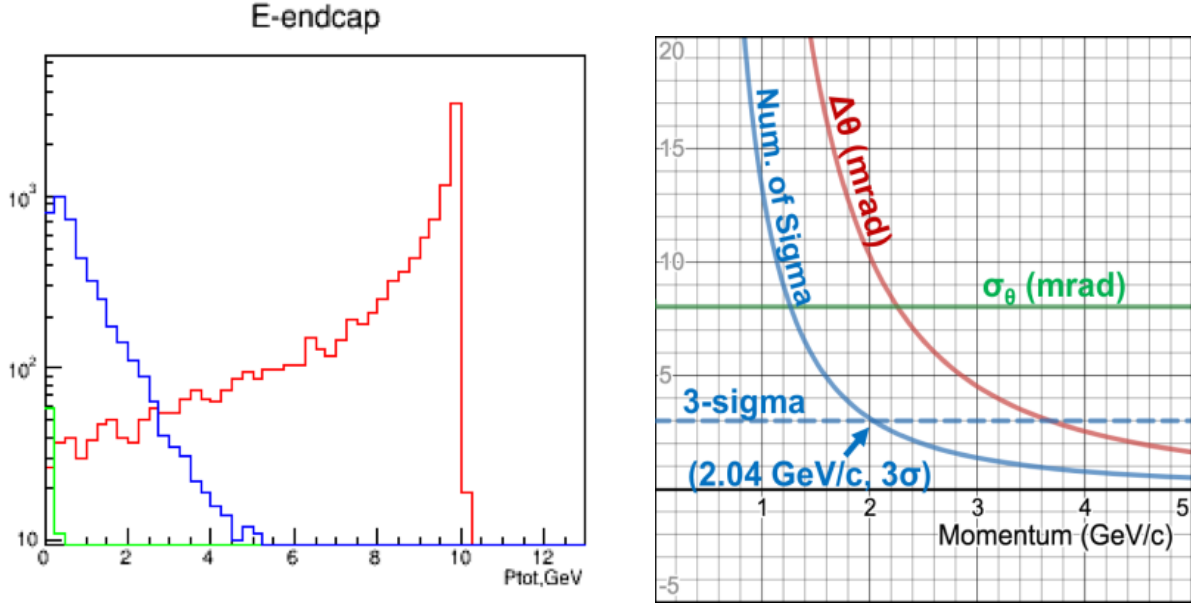 E-endcap
10³
10²
10
0
2
4
6
8
10
12
Ptot,GeV
20
15
10
5
-5
Num. of Sigma
Δθ (mrad)
σθ (mrad)
3-sigma
(2.04 GeV/c, 3σ)
1
2
3
4
5
Momentum (GeV/c)